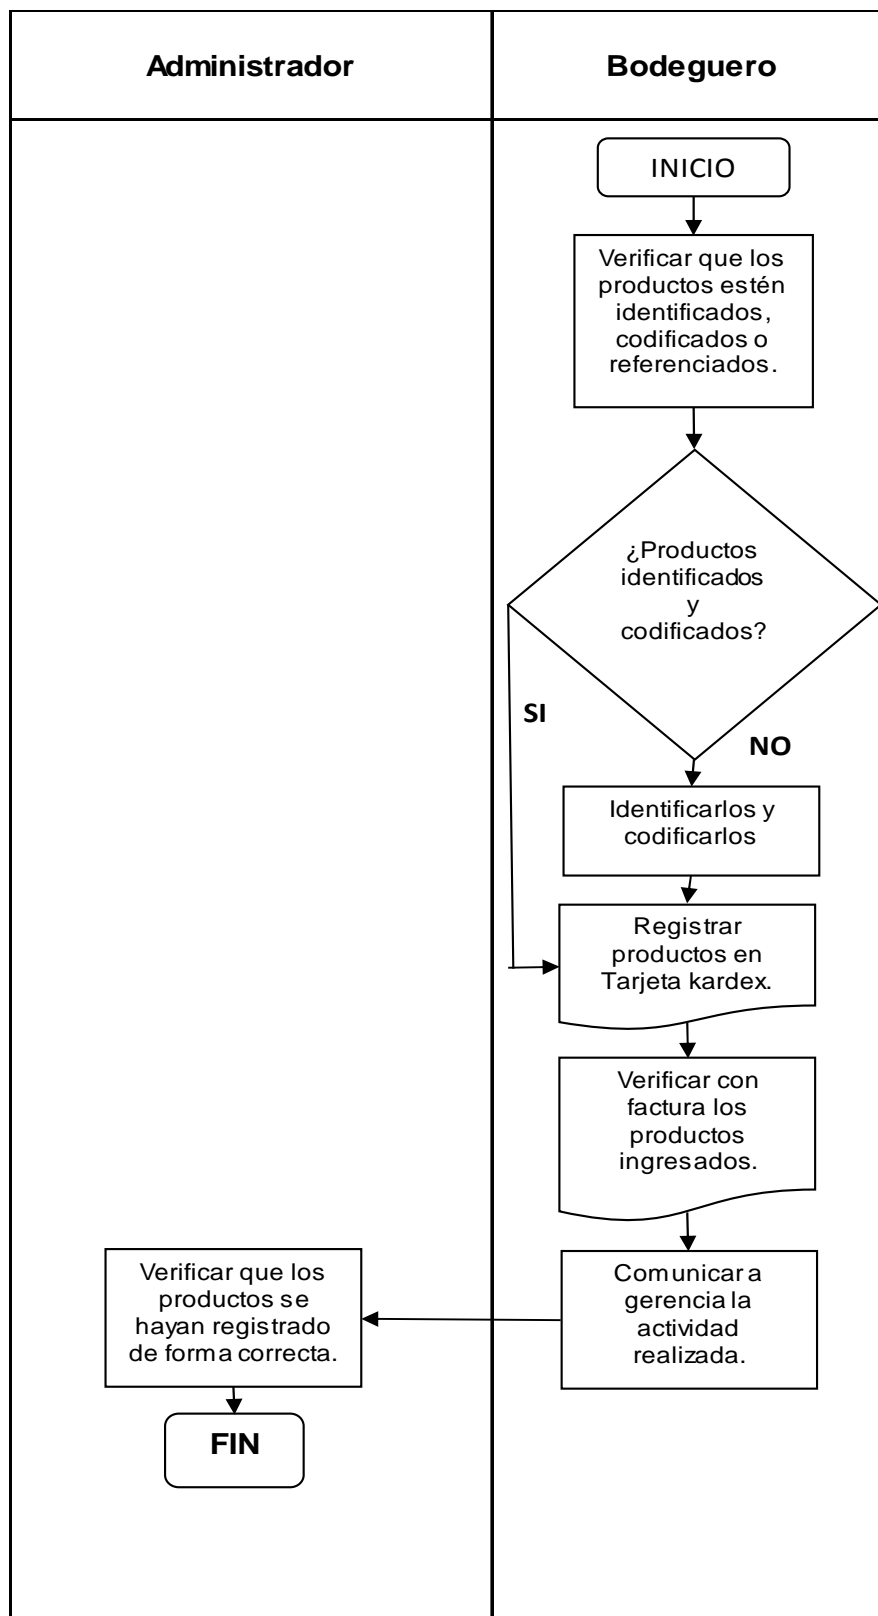 Administrador
Bodeguero
INICIO
Verificar que los
productos estén
identificados,
codificados o
referenciados.
¿Productos
identificados
y
codificados?
SI
NO
Identificarlos y
codificarlos
Registrar
productos en
Tarjeta kardex.
Verificar con
factura los
productos
ingresados.
Comunicar a
gerencia la
actividad
realizada.
Verificar que los
productos se
hayan registrado
de forma correcta.
FIN